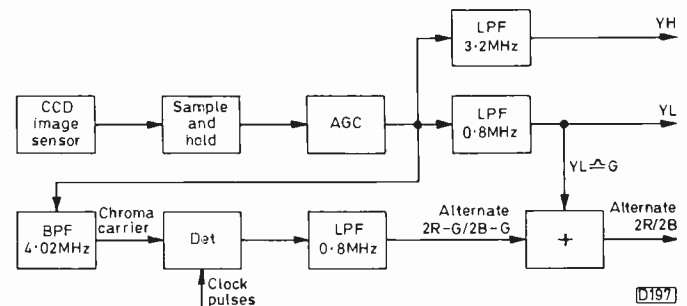 LPF
3·2MHz
YH
CCD
image
sensor
Sample
and
hold
AGC
LPF
0·8MHz
YL
YL≏G
BPF
4·02MHz
Chroma
carrier
Det
Clock
pulses
LPF
0·8MHz
Alternate
2R-G/2B-G
+
Alternate
2R/2B
D197